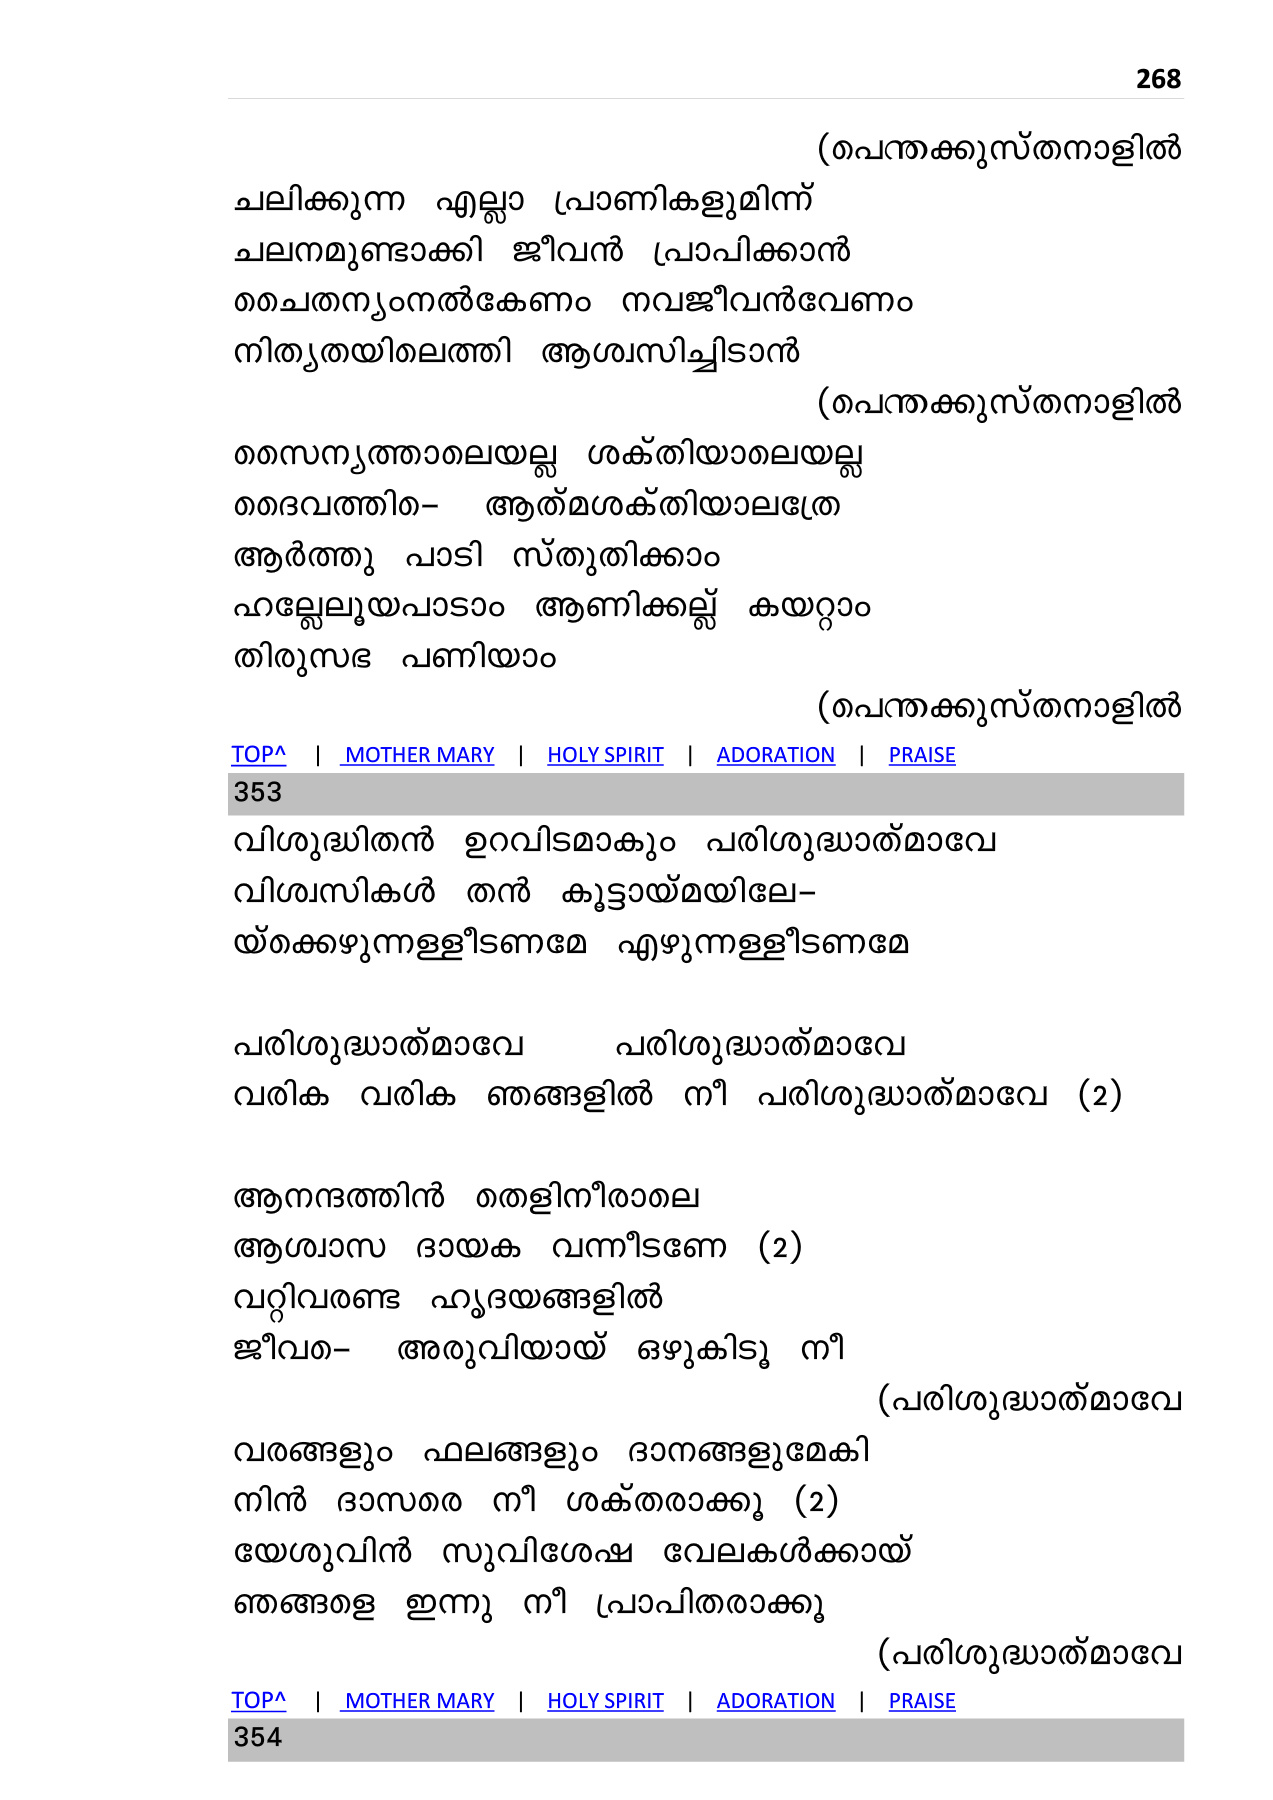 268
(പെന്തക്കുസ്തനാളിൽ
ചലിക്കുന്ന എല്ലാ പ്രാണികളുമിന്ന്
ചലനമുണ്ടാക്കി ജീവൻ പ്രാപിക്കാൻ
ചൈതന്യംനൽകേണം നവജീവൻവേണം
നിത്യതയിലെത്തി ആശ്വസിച്ചിടാൻ
(പെന്തക്കുസ്തനാളിൽ
സൈന്യത്താലെയല്ല ശക്തിയാലെയല്ല
ദൈവത്തിെ– ആത്മശക്തിയാലത്രേ
ആർത്തു പാടി സ്തുതിക്കാം
ഹല്ലേലൂയപാടാം ആണിക്കല്ല് കയറ്റാം
തിരുസഭ പണിയാം
(പെന്തക്കുസ്തനാളിൽ
TOP^ | MOTHER MARY | HOLY SPIRIT | ADORATION | PRAISE
353
വിശുദ്ധിതൻ ഉറവിടമാകും പരിശുദ്ധാത്മാവേ
വിശ്വസികൾ തൻ കൂട്ടായ്മയിലേ–
യ്ക്കെഴുന്നള്ളീടണമേ എഴുന്നള്ളീടണമേ
പരിശുദ്ധാത്മാവേ പരിശുദ്ധാത്മാവേ
വരിക വരിക ഞങ്ങളിൽ നീ പരിശുദ്ധാത്മാവേ (2)
ആനന്ദത്തിൻ തെളിനീരാലെ
ആശ്വാസ ദായക വന്നീടണേ (2)
വറ്റിവരണ്ട ഹൃദയങ്ങളിൽ
ജീവെ– അരുവിയായ് ഒഴുകിടൂ നീ
(പരിശുദ്ധാത്മാവേ
വരങ്ങളും ഫലങ്ങളും ദാനങ്ങളുമേകി
നിൻ ദാസരെ നീ ശക്തരാക്കൂ (2)
യേശുവിൻ സുവിശേഷ വേലകൾക്കായ്
ഞങ്ങളെ ഇന്നു നീ പ്രാപിതരാക്കൂ
(പരിശുദ്ധാത്മാവേ
TOP^ | MOTHER MARY | HOLY SPIRIT | ADORATION | PRAISE
354